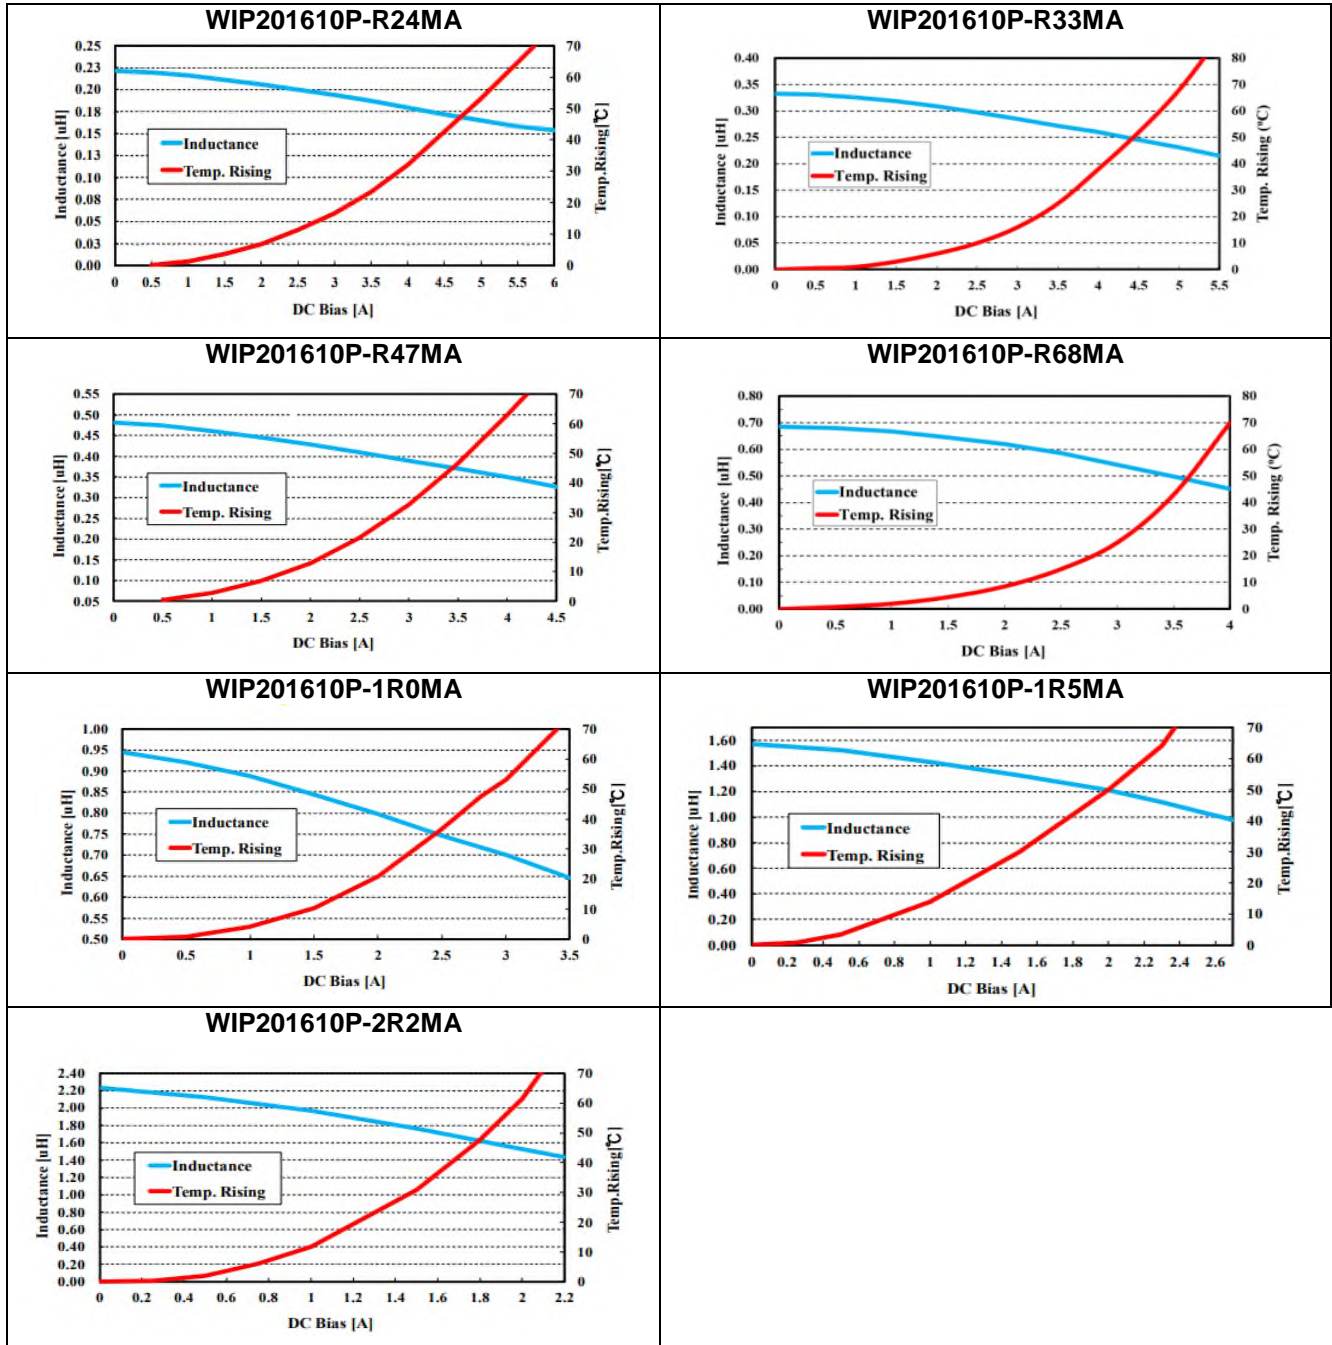 WIP201610P-R24MA
Inductance [uH]
0.25
0.23
0.20
0.18
0.15
0.13
0.10
0.08
0.05
0.03
0.00
Inductance
Temp. Rising
70
60
50
40
30
20
10
0
Temp.Rising[℃]
0 0.5 1 1.5 2 2.5 3 3.5 4 4.5 5 5.5 6
DC Bias [A]
WIP201610P-R33MA
Inductance [uH]
0.40
0.35
0.30
0.25
0.20
0.15
0.10
0.05
0.00
Inductance
Temp. Rising
80
70
60
50
40
30
20
10
0
Temp. Rising (°C)
0 0.5 1 1.5 2 2.5 3 3.5 4 4.5 5 5.5
DC Bias [A]
WIP201610P-R47MA
Inductance [uH]
0.55
0.50
0.45
0.40
0.35
0.30
0.25
0.20
0.15
0.10
0.05
Inductance
Temp. Rising
70
60
50
40
30
20
10
0
Temp.Rising[℃]
0 0.5 1 1.5 2 2.5 3 3.5 4 4.5
DC Bias [A]
WIP201610P-R68MA
Inductance [uH]
0.80
0.70
0.60
0.50
0.40
0.30
0.20
0.10
0.00
Inductance
Temp. Rising
80
70
60
50
40
30
20
10
0
Temp. Rising (°C)
0 0.5 1 1.5 2 2.5 3 3.5 4
DC Bias [A]
WIP201610P-1R0MA
Inductance [uH]
1.00
0.95
0.90
0.85
0.80
0.75
0.70
0.65
0.60
0.55
0.50
Inductance
Temp. Rising
70
60
50
40
30
20
10
0
Temp.Rising[℃]
0 0.5 1 1.5 2 2.5 3 3.5
DC Bias [A]
WIP201610P-1R5MA
Inductance [uH]
1.60
1.40
1.20
1.00
0.80
0.60
0.40
0.20
0.00
Inductance
Temp. Rising
70
60
50
40
30
20
10
0
Temp.Rising[℃]
0 0.2 0.4 0.6 0.8 1 1.2 1.4 1.6 1.8 2 2.2 2.4 2.6
DC Bias [A]
WIP201610P-2R2MA
Inductance [uH]
2.40
2.20
2.00
1.80
1.60
1.40
1.20
1.00
0.80
0.60
0.40
0.20
0.00
Inductance
Temp. Rising
70
60
50
40
30
20
10
0
Temp.Rising[℃]
0 0.2 0.4 0.6 0.8 1 1.2 1.4 1.6 1.8 2 2.2
DC Bias [A]